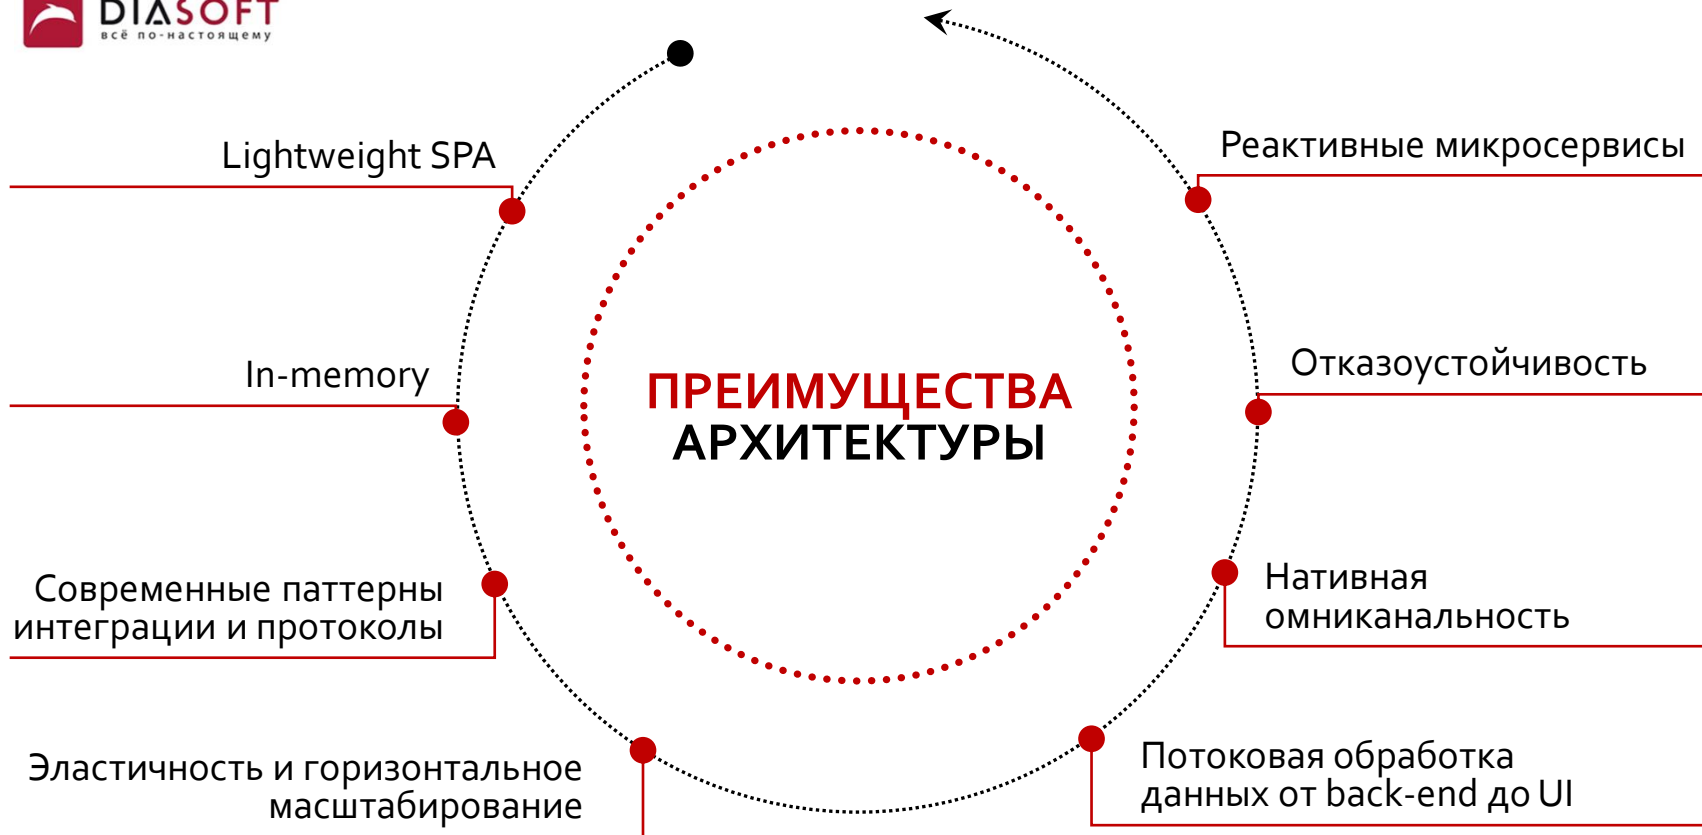 DIASOFT
всё по-настоящему
Lightweight SPA
In-memory
Современные паттерны
интеграции и протоколы
Эластичность и горизонтальное
масштабирование
ПРЕИМУЩЕСТВА
АРХИТЕКТУРЫ
Реактивные микросервисы
Отказоустойчивость
Нативная
омниканальность
Потоковая обработка
данных от back-end до UI